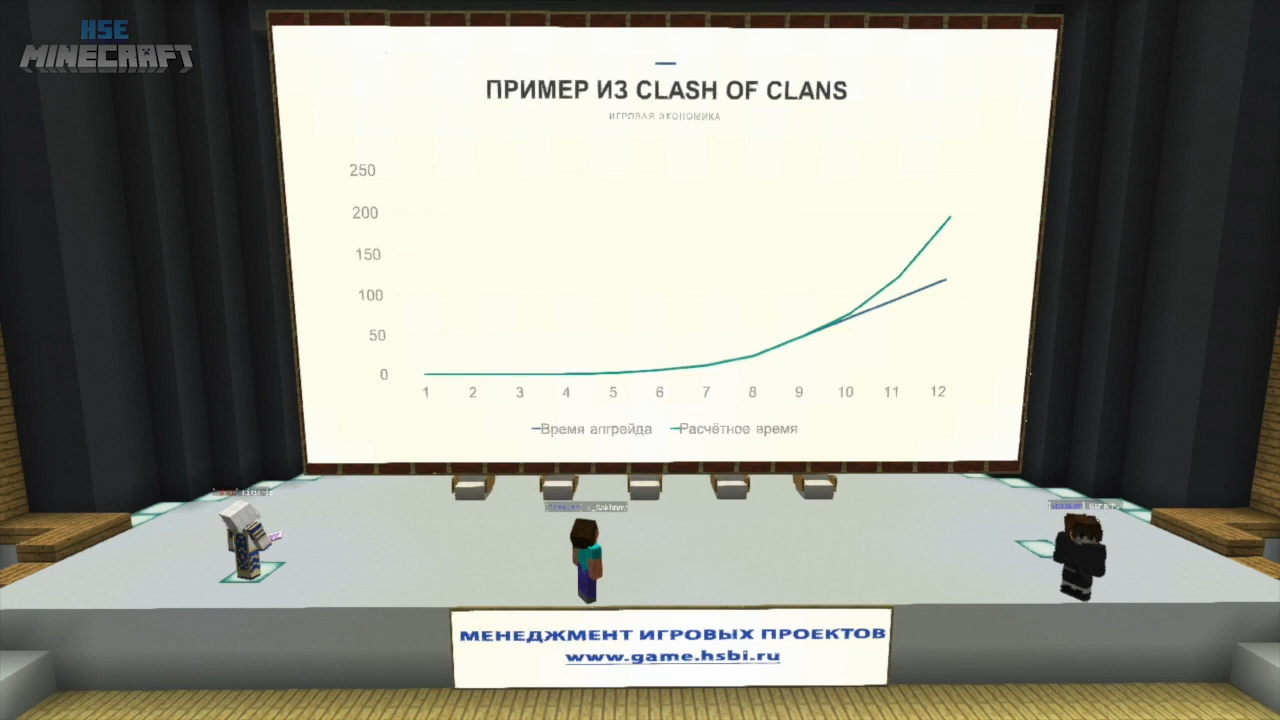 HSE
MINECRAFT
ПРИМЕР ИЗ CLASH OF CLANS
ИГРОВАЯ ЭКОНОМИКА
250
200
150
100
50
0
1 2 3 4 5 6 7 8 9 10 11 12
Время апгрейда Расчётное время
МЕНЕДЖМЕНТ ИГРОВЫХ ПРОЕКТОВ
www.game.hsbi.ru